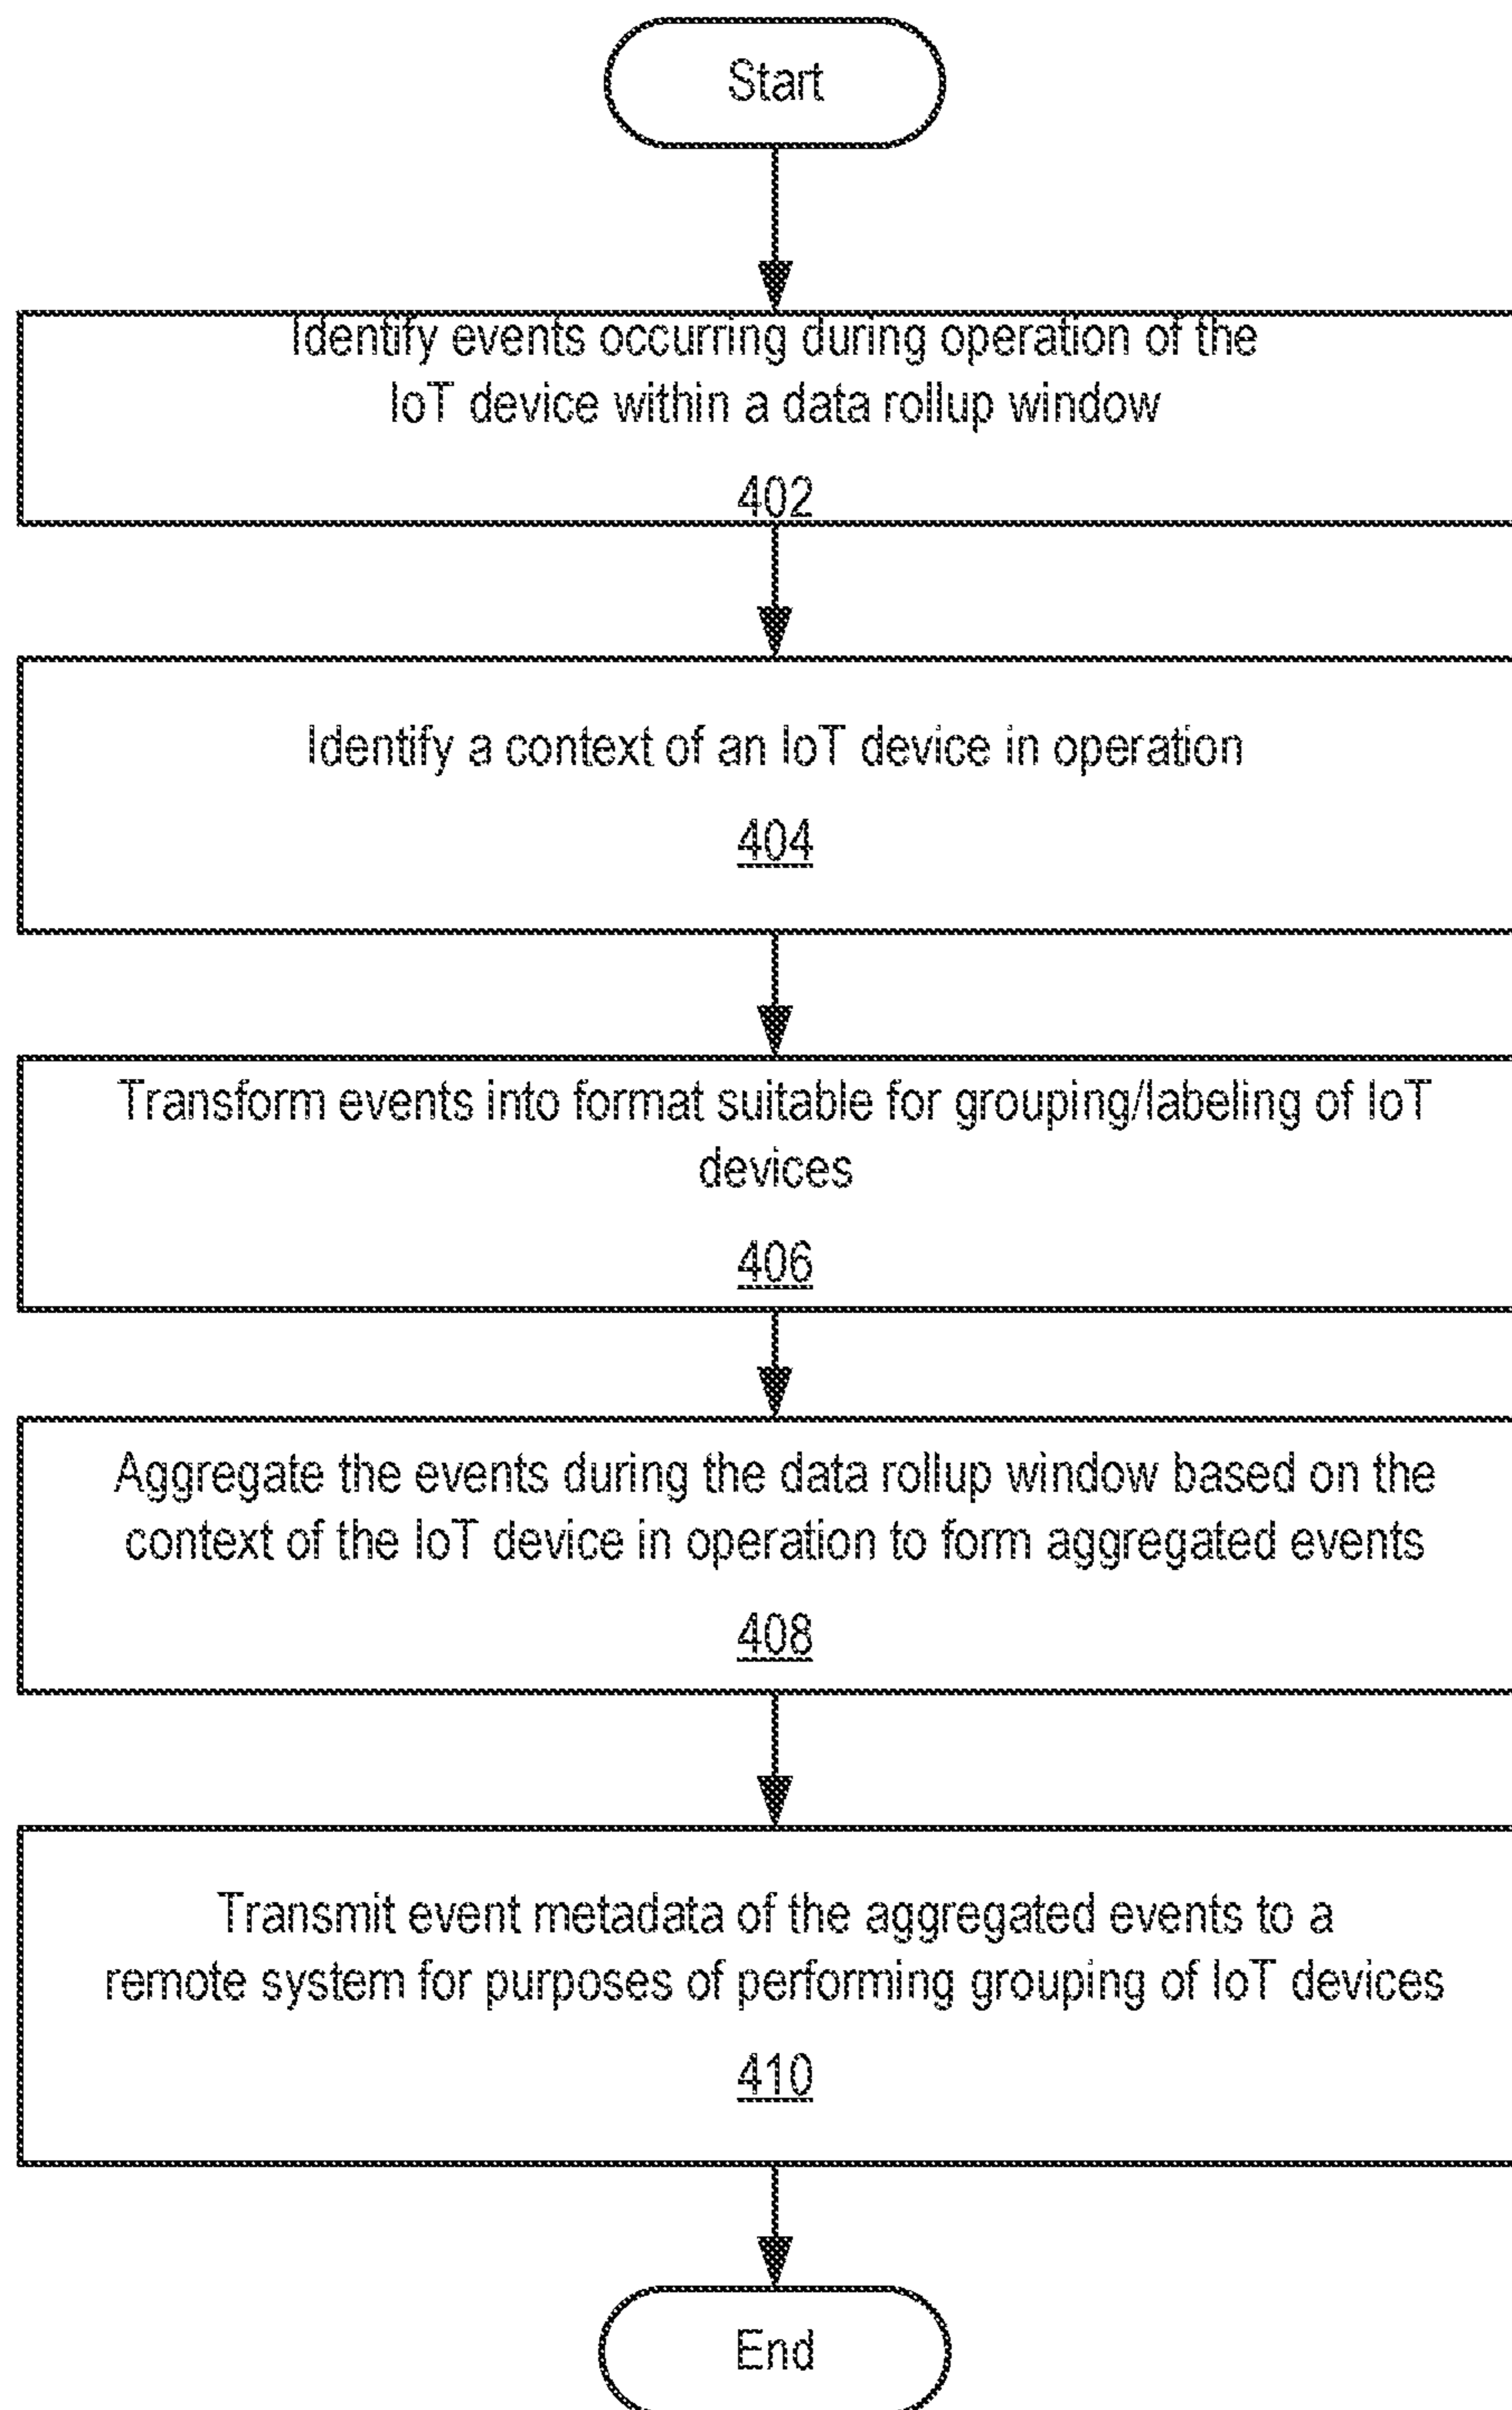 Start
Identify events occurring during operation of the
IoT device within a data rollup window
402
Identify a context of an IoT device in operation
404
Transform events into format suitable for grouping/labeling of IoT
devices
406
Aggregate the events during the data rollup window based on the
context of the IoT device in operation to form aggregated events
408
Transmit event metadata of the aggregated events to a
remote system for purposes of performing grouping of IoT devices
410
End